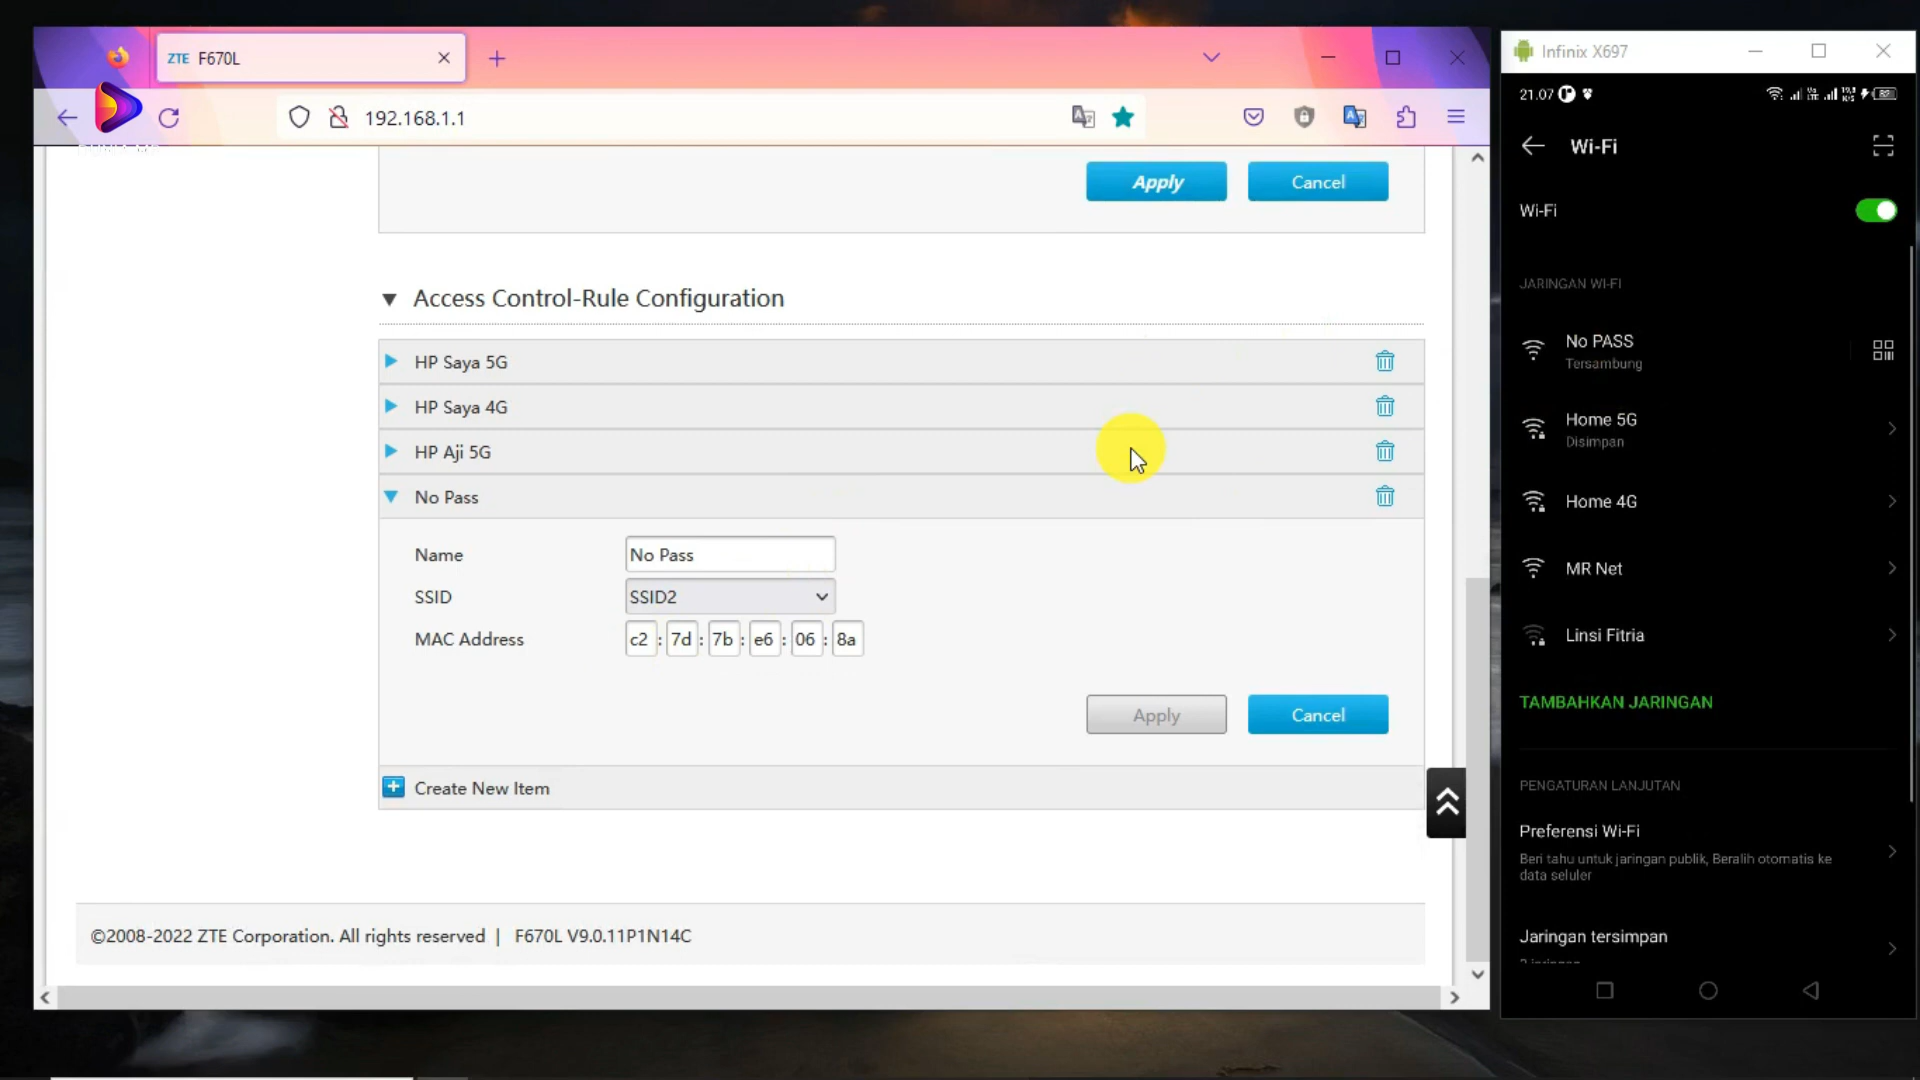 ZTE F670L
192.168.1.1
Apply
Cancel
Access Control-Rule Configuration
HP Saya 5G
HP Saya 4G
HP Aji 5G
No Pass
Name
No Pass
SSID
SSID2
MAC Address
c2 : 7d : 7b : e6 : 06 : 8a
Apply
Cancel
Create New Item
©2008-2022 ZTE Corporation. All rights reserved | F670L V9.0.11P1N14C
Infinix X697
21.07
Wi-Fi
Wi-Fi
JARINGAN WI-FI
No PASS
Tersambung
Home 5G
Disimpan
Home 4G
MR Net
Linsi Fitria
TAMBAHKAN JARINGAN
PENGATURAN LANJUTAN
Preferensi Wi-Fi
Beri tahu untuk jaringan publik, Beralih otomatis ke
data seluler
Jaringan tersimpan